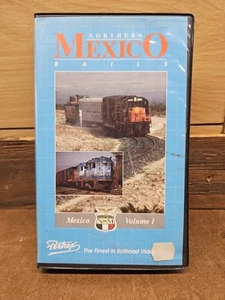 NORTHERN
MEXICO
RAILS
Mexico Volume I
Pentrex
The Finest in Railroad Video